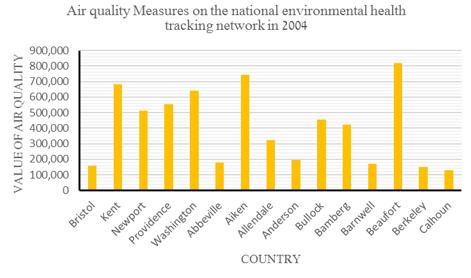 Air quality Measures on the national environmental health
tracking network in 2004
VALUE OF AIR QUALITY
900,000
800,000
700,000
600,000
500,000
400,000
300,000
200,000
100,000
0
Bristol
Kent
Newport
Providence
Washington
Abbeville
Aiken
Allendale
Anderson
Bullock
Bamberg
Barnwell
Beaufort
Berkeley
Calhoun
COUNTRY